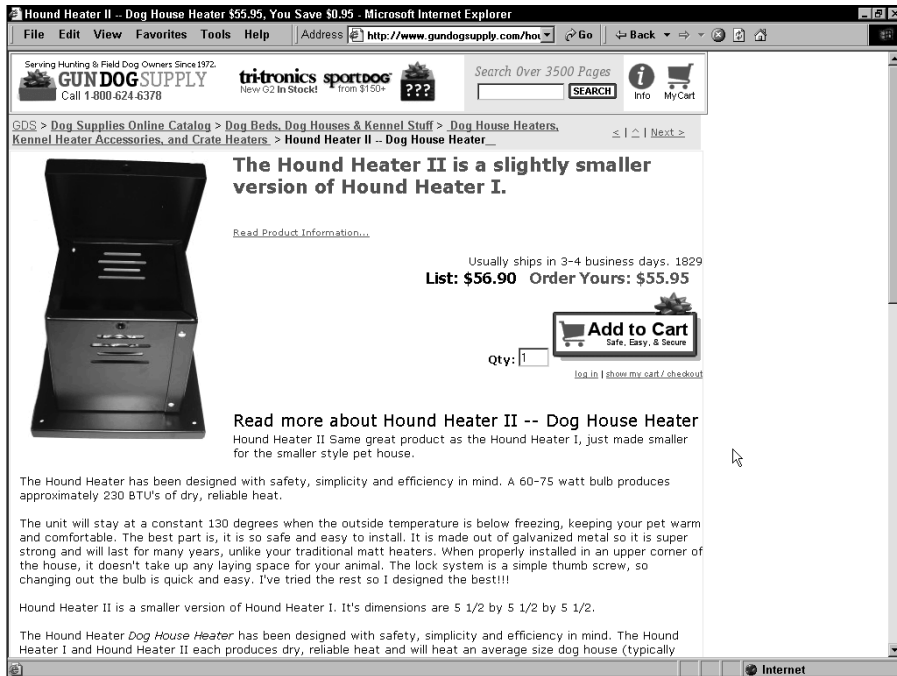 Hound Heater II -- Dog House Heater $55.95, You Save $0.95 - Microsoft Internet Explorer
File Edit View Favorites Tools Help Address http://www.gundogsupply.com/hou Go Back
Serving Hunting & Field Dog Owners Since 1972.
GUN DOG SUPPLY
Call 1-800-624-6378
tri-tronics
New G2 In Stock!
sportDOG
from $150+
???
Search Over 3500 Pages
SEARCH
Info
My Cart
GDS > Dog Supplies Online Catalog > Dog Beds, Dog Houses & Kennel Stuff > Dog House Heaters,
Kennel Heater Accessories, and Crate Heaters > Hound Heater II -- Dog House Heater
< | ^ | Next >
The Hound Heater II is a slightly smaller
version of Hound Heater I.
Read Product Information...
Usually ships in 3-4 business days. 1829
List: $56.90 Order Yours: $55.95
Add to Cart
Safe, Easy, & Secure
Qty: 1
log in | show my cart / checkout
Read more about Hound Heater II -- Dog House Heater
Hound Heater II Same great product as the Hound Heater I, just made smaller
for the smaller style pet house.
The Hound Heater has been designed with safety, simplicity and efficiency in mind. A 60-75 watt bulb produces
approximately 230 BTU's of dry, reliable heat.
The unit will stay at a constant 130 degrees when the outside temperature is below freezing, keeping your pet warm
and comfortable. The best part is, it is so safe and easy to install. It is made out of galvanized metal so it is super
strong and will last for many years, unlike your traditional matt heaters. When properly installed in an upper corner of
the house, it doesn't take up any laying space for your animal. The lock system is a simple thumb screw, so
changing out the bulb is quick and easy. I've tried the rest so I designed the best!!!
Hound Heater II is a smaller version of Hound Heater I. It's dimensions are 5 1/2 by 5 1/2 by 5 1/2.
The Hound Heater Dog House Heater has been designed with safety, simplicity and efficiency in mind. The Hound
Heater I and Hound Heater II each produces dry, reliable heat and will heat an average size dog house (typically
Internet